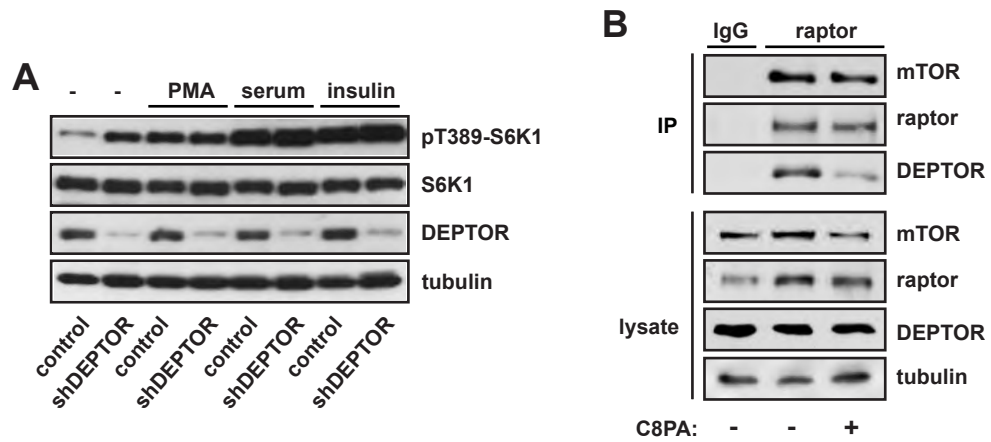 A
- - PMA serum insulin
pT389-S6K1
S6K1
DEPTOR
tubulin
control shDEPTOR control shDEPTOR control shDEPTOR control shDEPTOR
B
IgG raptor
IP
mTOR
raptor
DEPTOR
lysate
mTOR
raptor
DEPTOR
tubulin
C8PA: - - +